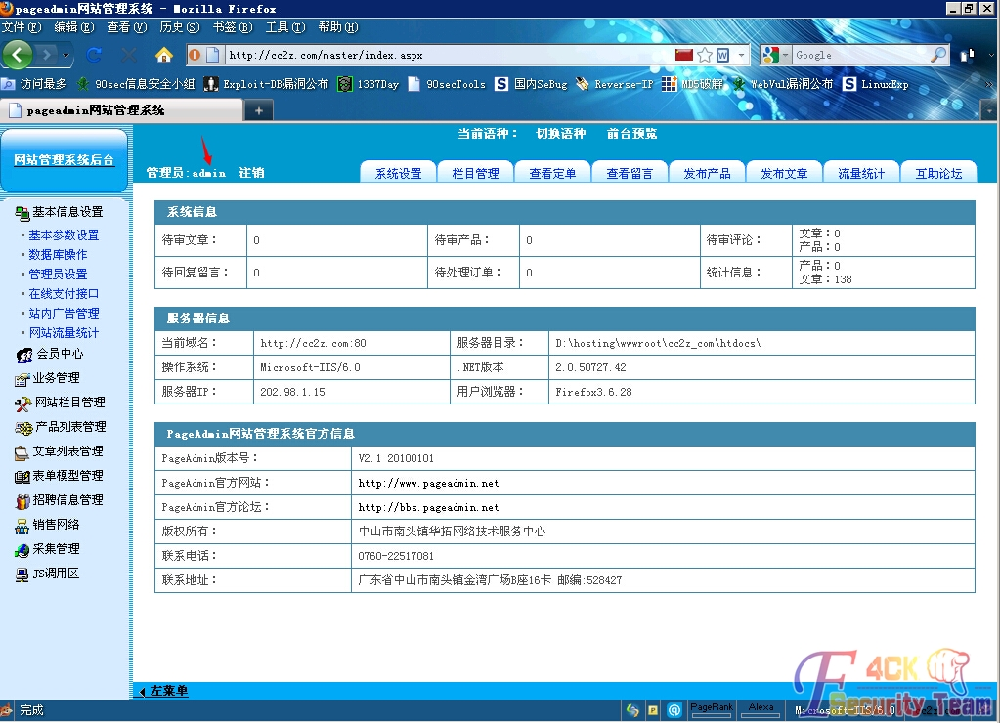 pageadmin网站管理系统 - Mozilla Firefox
文件(F) 编辑(E) 查看(V) 历史(S) 书签(B) 工具(T) 帮助(H)
http://cc2z.com/master/index.aspx
Google
访问最多 90sec信息安全小组 Exploit-DB漏洞公布 1337Day 90secTools 国内SeBug Reverse-IP MD5破解 WebVul漏洞公布 LinuxExp
pageadmin网站管理系统
当前语种： 切换语种 前台预览
网站管理系统后台
管理员:admin 注销
系统设置 栏目管理 查看定单 查看留言 发布产品 发布文章 流量统计 互助论坛
基本信息设置
基本参数设置
数据库操作
管理员设置
在线支付接口
站内广告管理
网站流量统计
会员中心
业务管理
网站栏目管理
产品列表管理
文章列表管理
表单模型管理
招聘信息管理
销售网络
采集管理
JS调用区
系统信息
待审文章： 0 待审产品： 0 待审评论： 文章：0
产品：0
待回复留言： 0 待处理订单： 0 统计信息： 产品：0
文章：138
服务器信息
当前域名： http://cc2z.com:80 服务器目录： D:\hosting\wwwroot\cc2z_com\htdocs\
操作系统： Microsoft-IIS/6.0 .NET版本 2.0.50727.42
服务器IP： 202.98.1.15 用户浏览器： Firefox3.6.28
PageAdmin网站管理系统官方信息
PageAdmin版本号： V2.1 20100101
PageAdmin官方网站： http://www.pageadmin.net
PageAdmin官方论坛： http://bbs.pageadmin.net
版权所有： 中山市南头镇华拓网络技术服务中心
联系电话： 0760-22517081
联系地址： 广东省中山市南头镇金湾广场B座16卡 邮编:528427
左菜单
F4CK
Security Team
完成
PageRank Alexa Microsoft-IIS/6.0